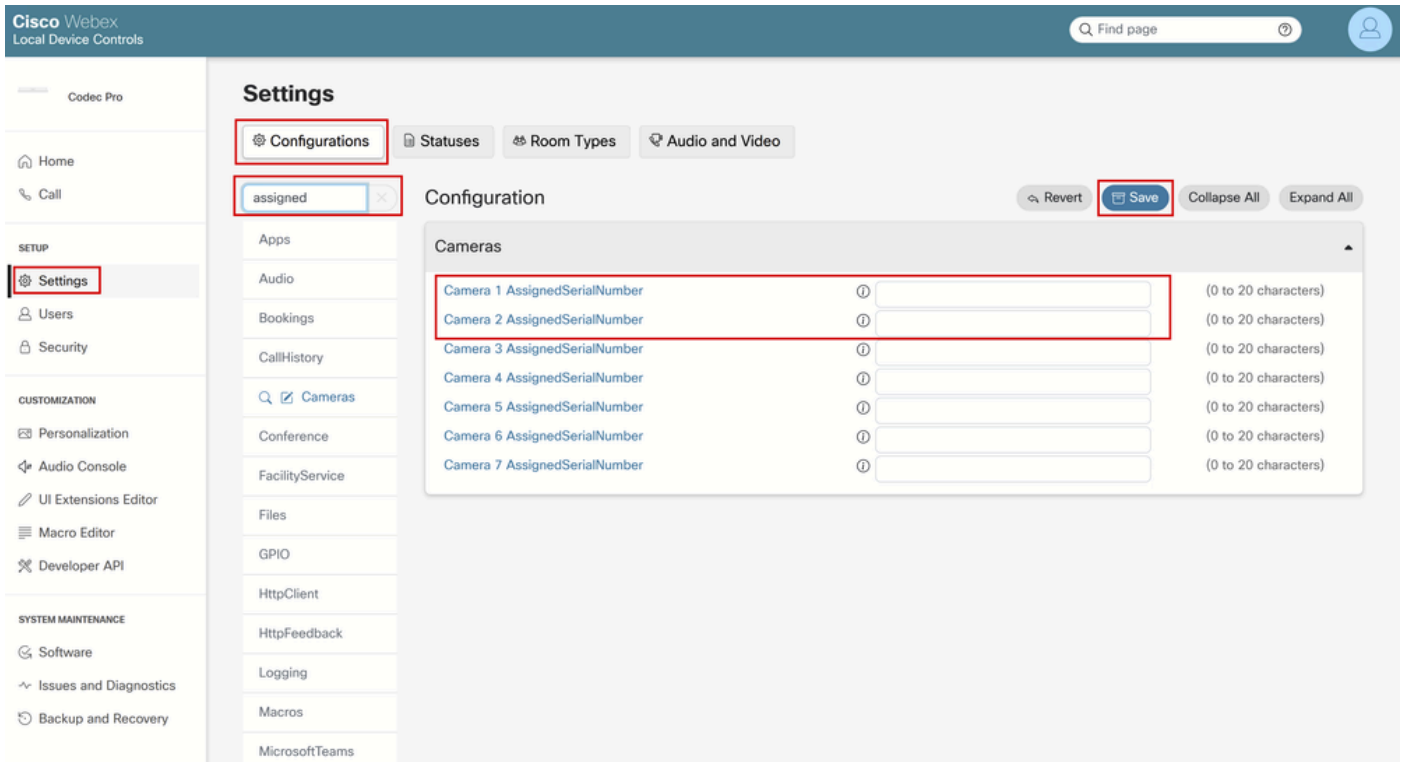 Cisco Webex
Local Device Controls
Find page
Codec Pro
Home
Call
SETUP
Settings
Users
Security
CUSTOMIZATION
Personalization
Audio Console
UI Extensions Editor
Macro Editor
Developer API
SYSTEM MAINTENANCE
Software
Issues and Diagnostics
Backup and Recovery
Settings
Configurations Statuses Room Types Audio and Video
assigned
Apps
Audio
Bookings
CallHistory
Cameras
Conference
FacilityService
Files
GPIO
HttpClient
HttpFeedback
Logging
Macros
MicrosoftTeams
Configuration Revert Save Collapse All Expand All
Cameras
Camera 1 AssignedSerialNumber (0 to 20 characters)
Camera 2 AssignedSerialNumber (0 to 20 characters)
Camera 3 AssignedSerialNumber (0 to 20 characters)
Camera 4 AssignedSerialNumber (0 to 20 characters)
Camera 5 AssignedSerialNumber (0 to 20 characters)
Camera 6 AssignedSerialNumber (0 to 20 characters)
Camera 7 AssignedSerialNumber (0 to 20 characters)